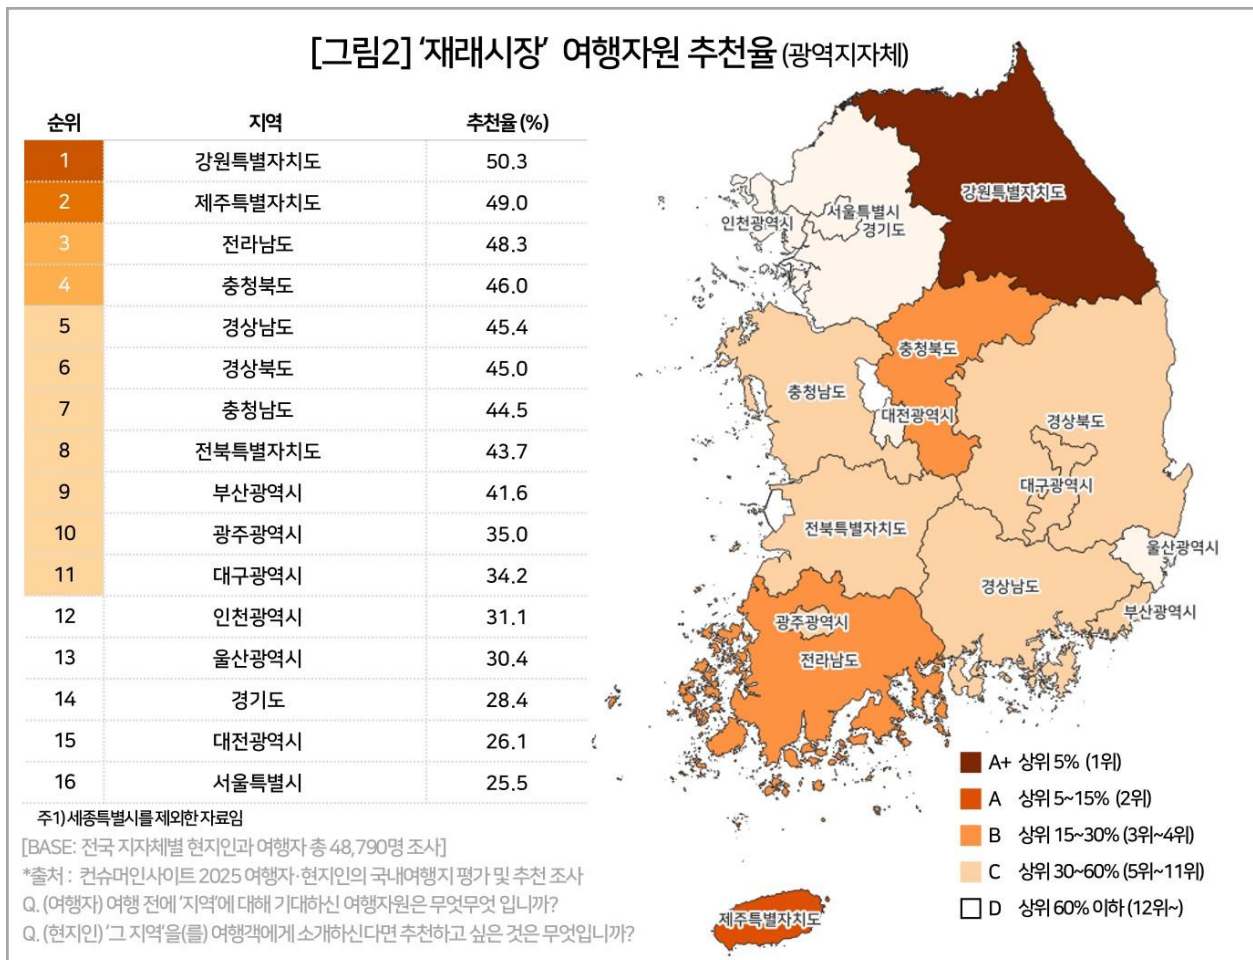 [그림2] ‘재래시장’ 여행자원 추천율 (광역지자체)
순위 지역 추천율 (%)
1 강원특별자치도 50.3
2 제주특별자치도 49.0
3 전라남도 48.3
4 충청북도 46.0
5 경상남도 45.4
6 경상북도 45.0
7 충청남도 44.5
8 전북특별자치도 43.7
9 부산광역시 41.6
10 광주광역시 35.0
11 대구광역시 34.2
12 인천광역시 31.1
13 울산광역시 30.4
14 경기도 28.4
15 대전광역시 26.1
16 서울특별시 25.5
주1) 세종특별시를 제외한 자료임
[BASE: 전국 지자체별 현지인과 여행자 총 48,790명 조사]
*출처 : 컨슈머인사이트 2025 여행자·현지인의 국내여행지 평가 및 추천 조사
Q. (여행자) 여행 전에 ‘지역’에 대해 기대하신 여행자원은 무엇무엇 입니까?
Q. (현지인) ‘그 지역’을(를) 여행객에게 소개하신다면 추천하고 싶은 것은 무엇입니까?
강원특별자치도
서울특별시
인천광역시
경기도
충청북도
충청남도
대전광역시
경상북도
대구광역시
전북특별자치도
울산광역시
경상남도
부산광역시
광주광역시
전라남도
제주특별자치도
A+ 상위 5% (1위)
A 상위 5~15% (2위)
B 상위 15~30% (3위~4위)
C 상위 30~60% (5위~11위)
D 상위 60% 이하 (12위~)